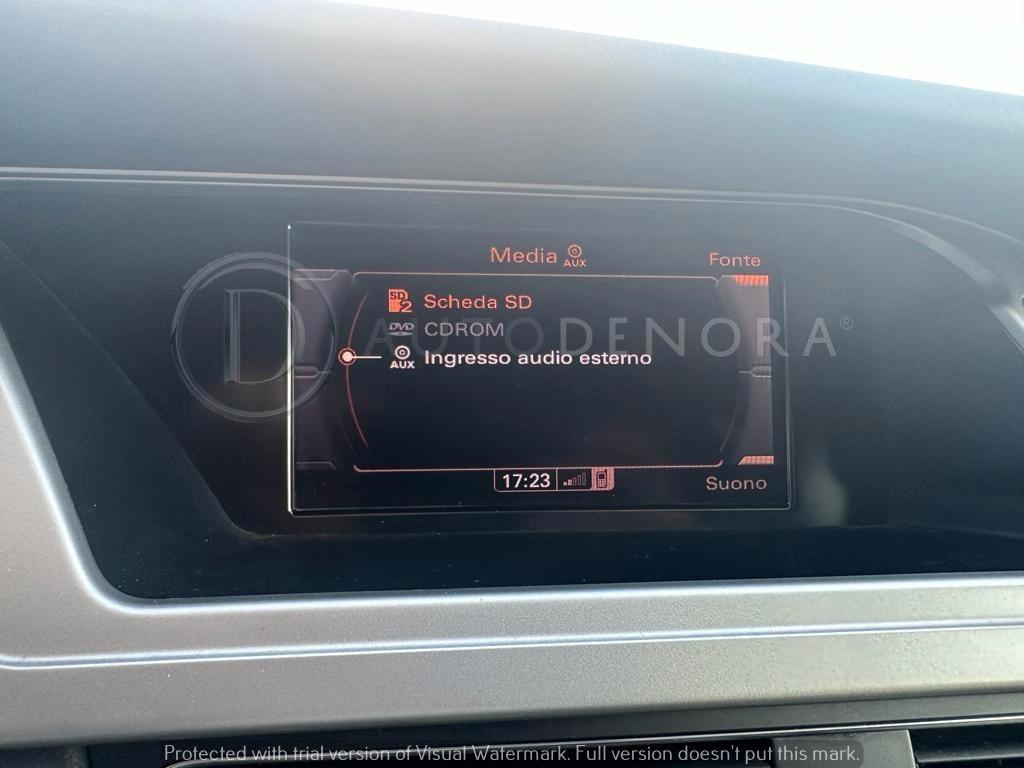 Media AUX Fonte
SD 2 Scheda SD
DVD CDROM
AUTODENORA®
D
AUX Ingresso audio esterno
17:23
Suono
Protected with trial version of Visual Watermark. Full version doesn't put this mark.